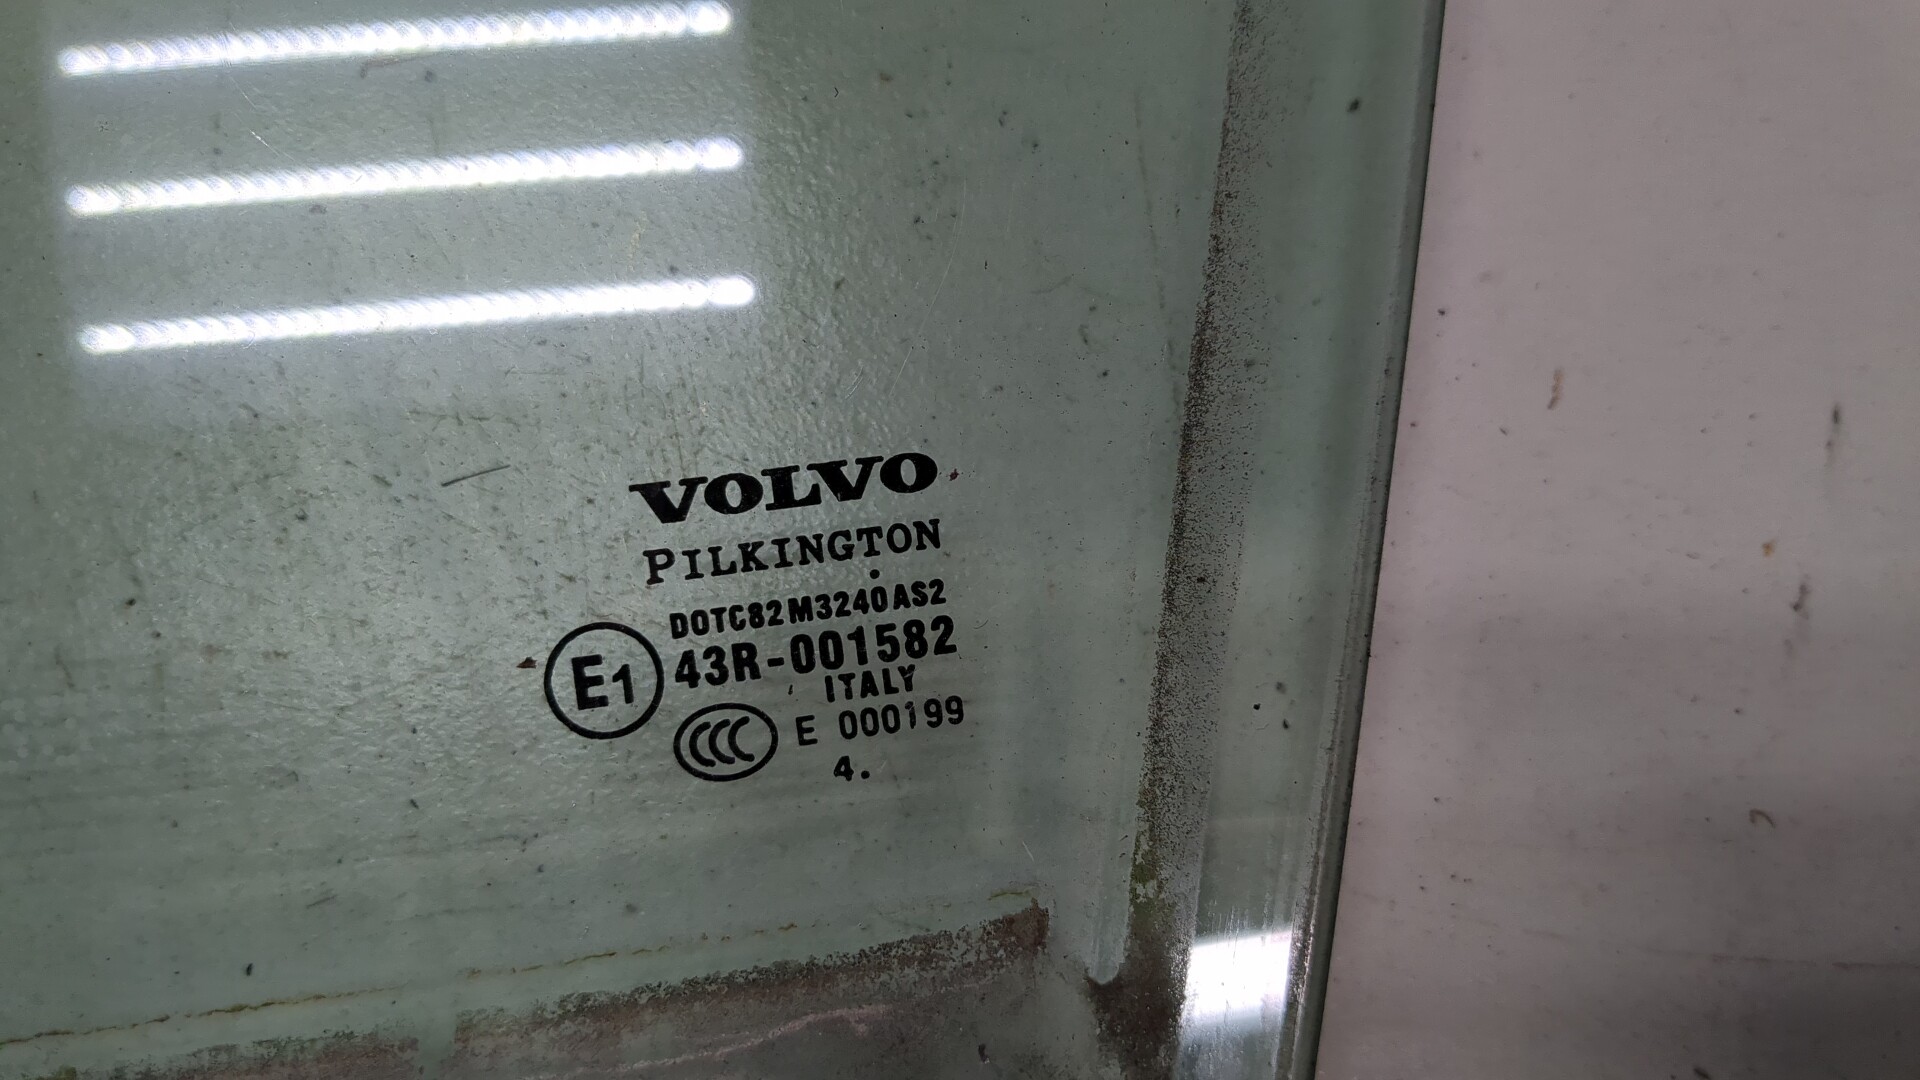 VOLVO
PILKINGTON
DOTC82M3240AS2
E1 43R-001582
ITALY
CCC E 000199
4.